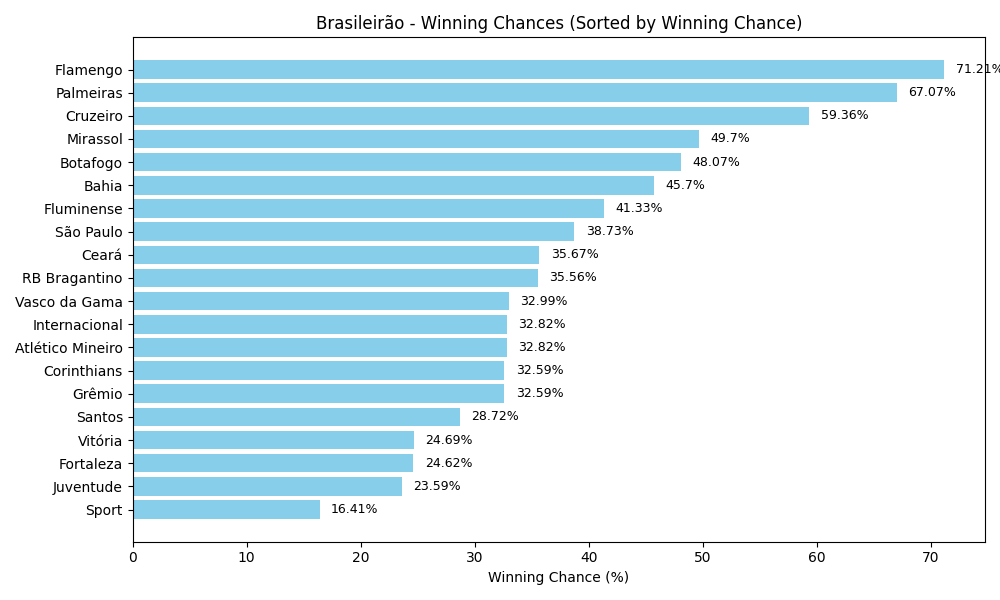 Brasileirão - Winning Chances (Sorted by Winning Chance)
Flamengo 71.21%
Palmeiras 67.07%
Cruzeiro 59.36%
Mirassol 49.7%
Botafogo 48.07%
Bahia 45.7%
Fluminense 41.33%
São Paulo 38.73%
Ceará 35.67%
RB Bragantino 35.56%
Vasco da Gama 32.99%
Internacional 32.82%
Atlético Mineiro 32.82%
Corinthians 32.59%
Grêmio 32.59%
Santos 28.72%
Vitória 24.69%
Fortaleza 24.62%
Juventude 23.59%
Sport 16.41%
0 10 20 30 40 50 60 70
Winning Chance (%)